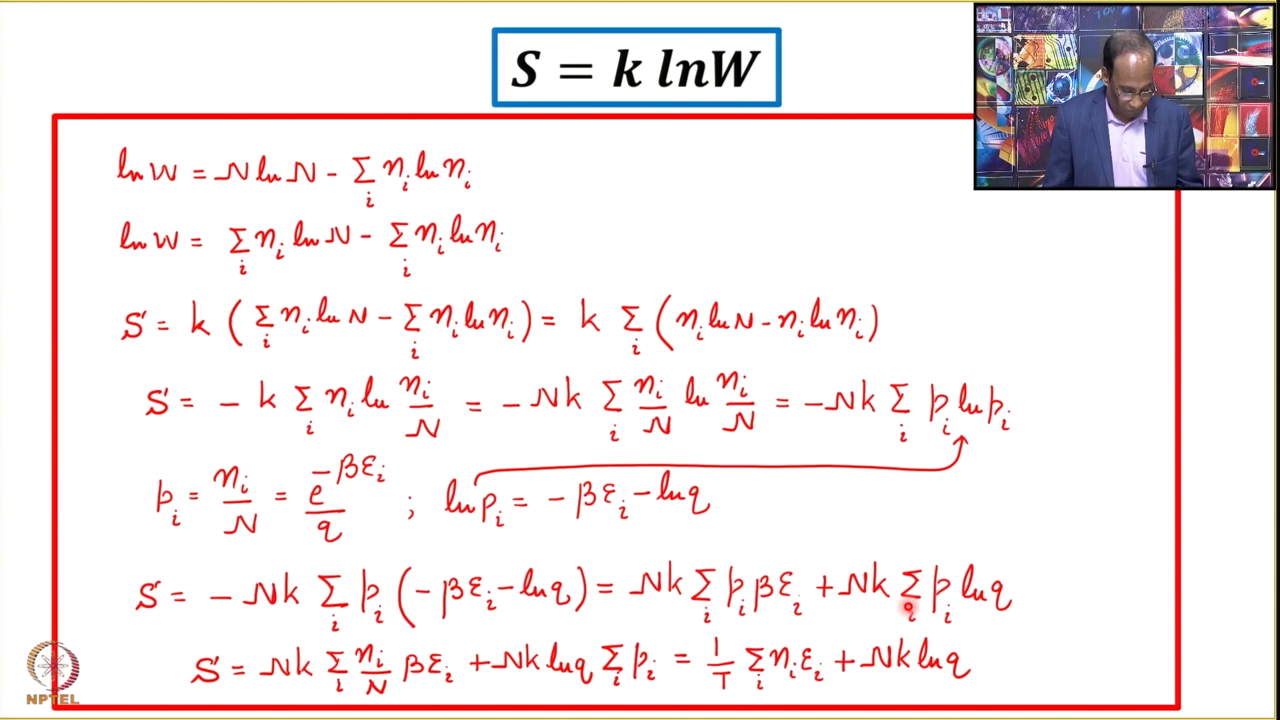 S = k lnW
ln W = N ln N - Σ_i n_i ln n_i
ln W = Σ_i n_i ln N - Σ_i n_i ln n_i
S = k ( Σ_i n_i ln N - Σ_i n_i ln n_i ) = k Σ_i ( n_i ln N - n_i ln n_i )
S = - k Σ_i n_i ln n_i/N = - Nk Σ_i n_i/N ln n_i/N = - Nk Σ_i p_i ln p_i
p_i = n_i/N = e^{-βε_i}/q ; ln p_i = - βε_i - ln q
S = - Nk Σ_i p_i ( - βε_i - ln q ) = Nk Σ_i p_i βε_i + Nk Σ_i p_i ln q
S = Nk Σ_i n_i/N βε_i + Nk ln q Σ_i p_i = 1/T Σ_i n_i ε_i + Nk ln q
NPTEL